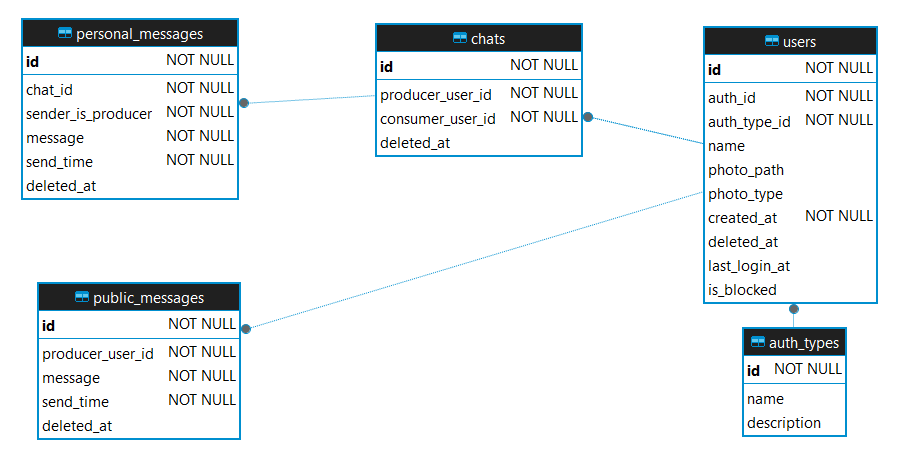 personal_messages
id NOT NULL
chat_id NOT NULL
sender_is_producer NOT NULL
message NOT NULL
send_time NOT NULL
deleted_at
chats
id NOT NULL
producer_user_id NOT NULL
consumer_user_id NOT NULL
deleted_at
users
id NOT NULL
auth_id NOT NULL
auth_type_id NOT NULL
name
photo_path
photo_type
created_at NOT NULL
deleted_at
last_login_at
is_blocked
public_messages
id NOT NULL
producer_user_id NOT NULL
message NOT NULL
send_time NOT NULL
deleted_at
auth_types
id NOT NULL
name
description